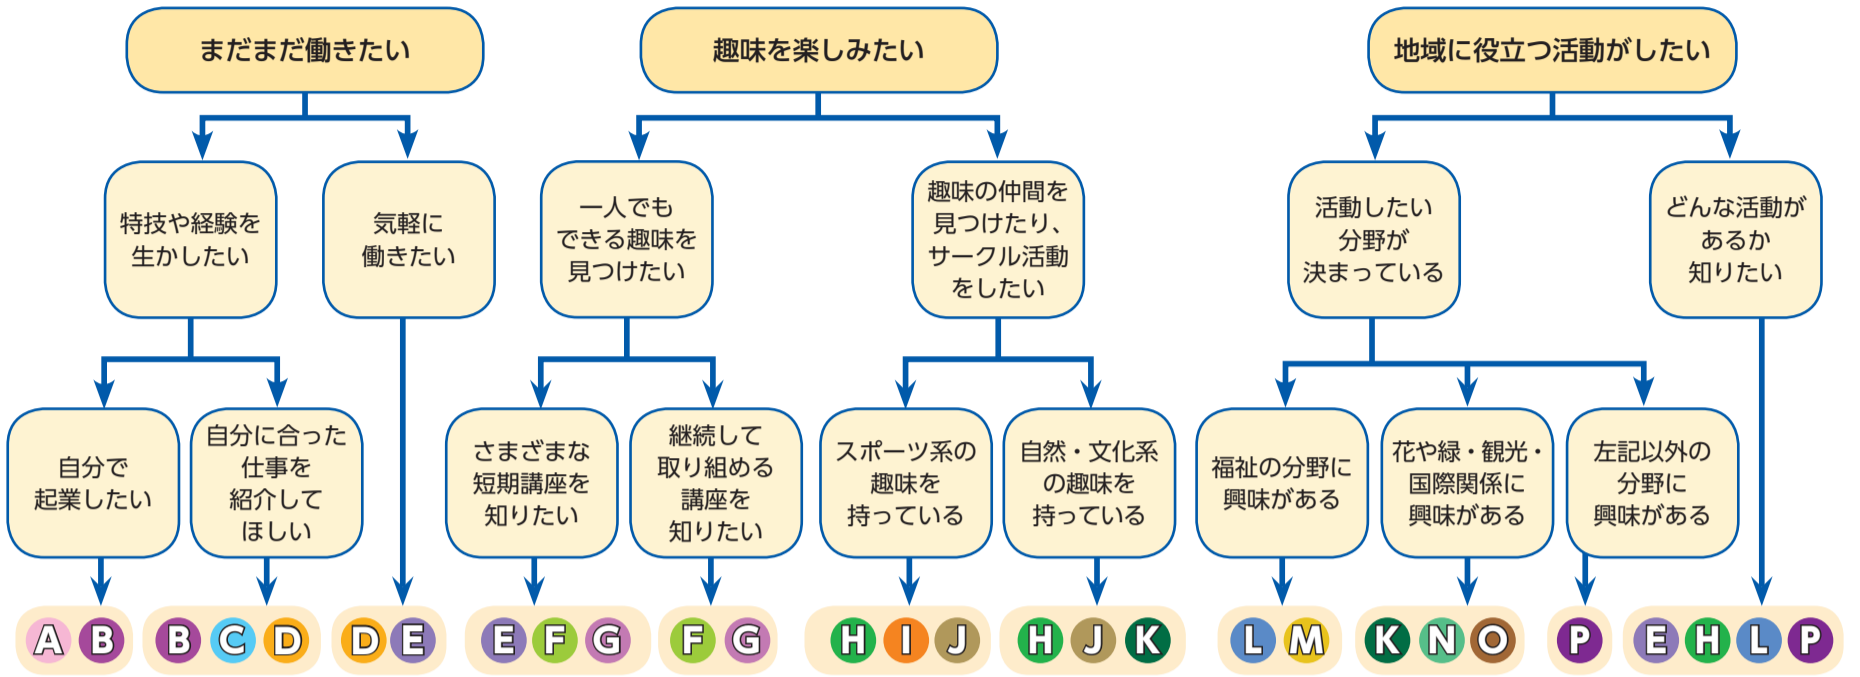 まだまだ働きたい
趣味を楽しみたい
地域に役立つ活動がしたい
特技や経験を
生かしたい
気軽に
働きたい
一人でも
できる趣味を
見つけたい
趣味の仲間を
見つけたり、
サークル活動
をしたい
活動したい
分野が
決まっている
どんな活動が
あるか
知りたい
自分で
起業したい
自分に合った
仕事を
紹介して
ほしい
さまざまな
短期講座を
知りたい
継続して
取り組める
講座を
知りたい
スポーツ系の
趣味を
持っている
自然・文化系
の趣味を
持っている
福祉の分野に
興味がある
花や緑・観光・
国際関係に
興味がある
左記以外の
分野に
興味がある
A B
B C D
D E
E F G
F G
H I J
H J K
L M
K N O
P
E H L P